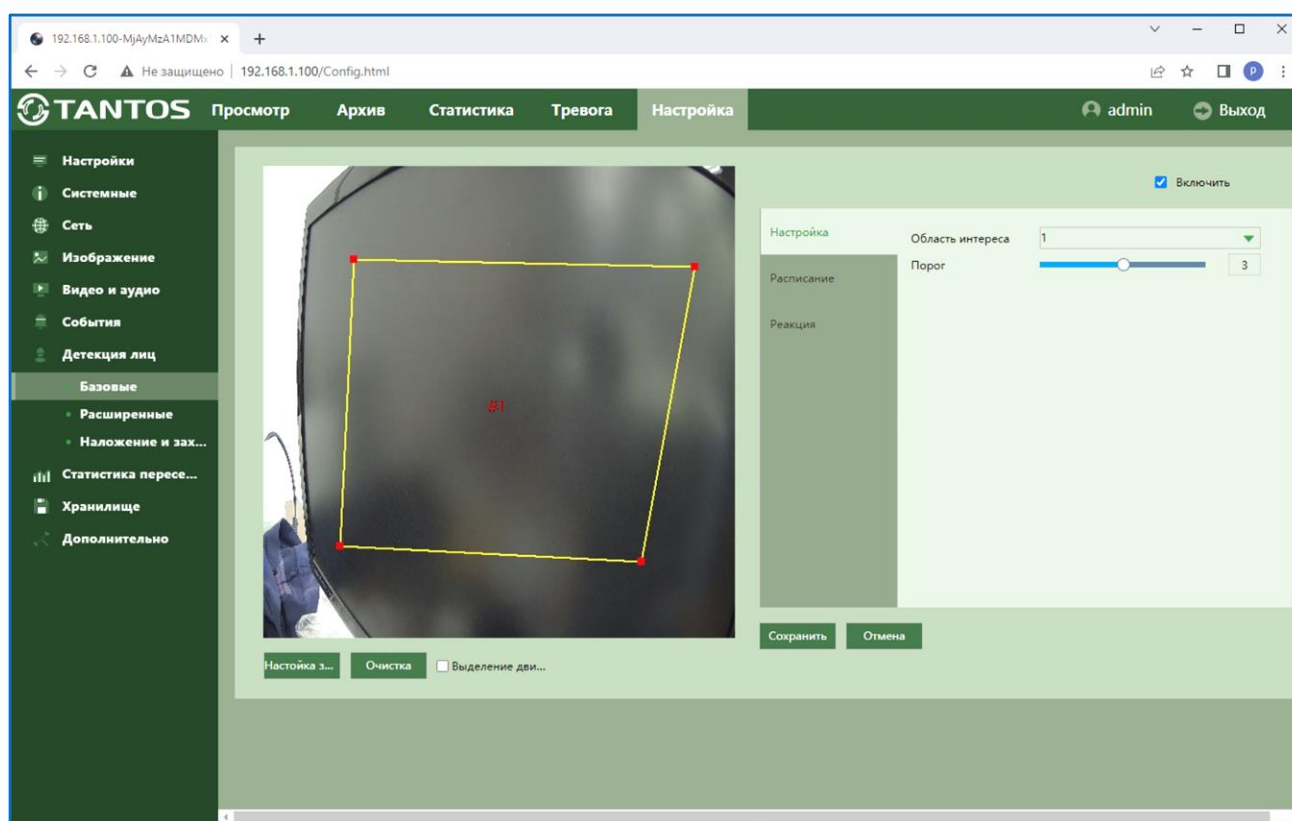 192.168.1.100-MjAyMzA1MDMx
Не защищено 192.168.1.100/Config.html
P
TANTOS Просмотр Архив Статистика Тревога Настройка admin Выход
Настройки
Системные
Сеть
Изображение
Видео и аудио
События
Детекция лиц
Базовые
Расширенные
Наложение и зах...
Статистика пересе...
Хранилище
Дополнительно
#1
Настойка з... Очистка Выделение дви...
Включить
Настройка
Расписание
Реакция
Область интереса 1
Порог 3
Сохранить Отмена